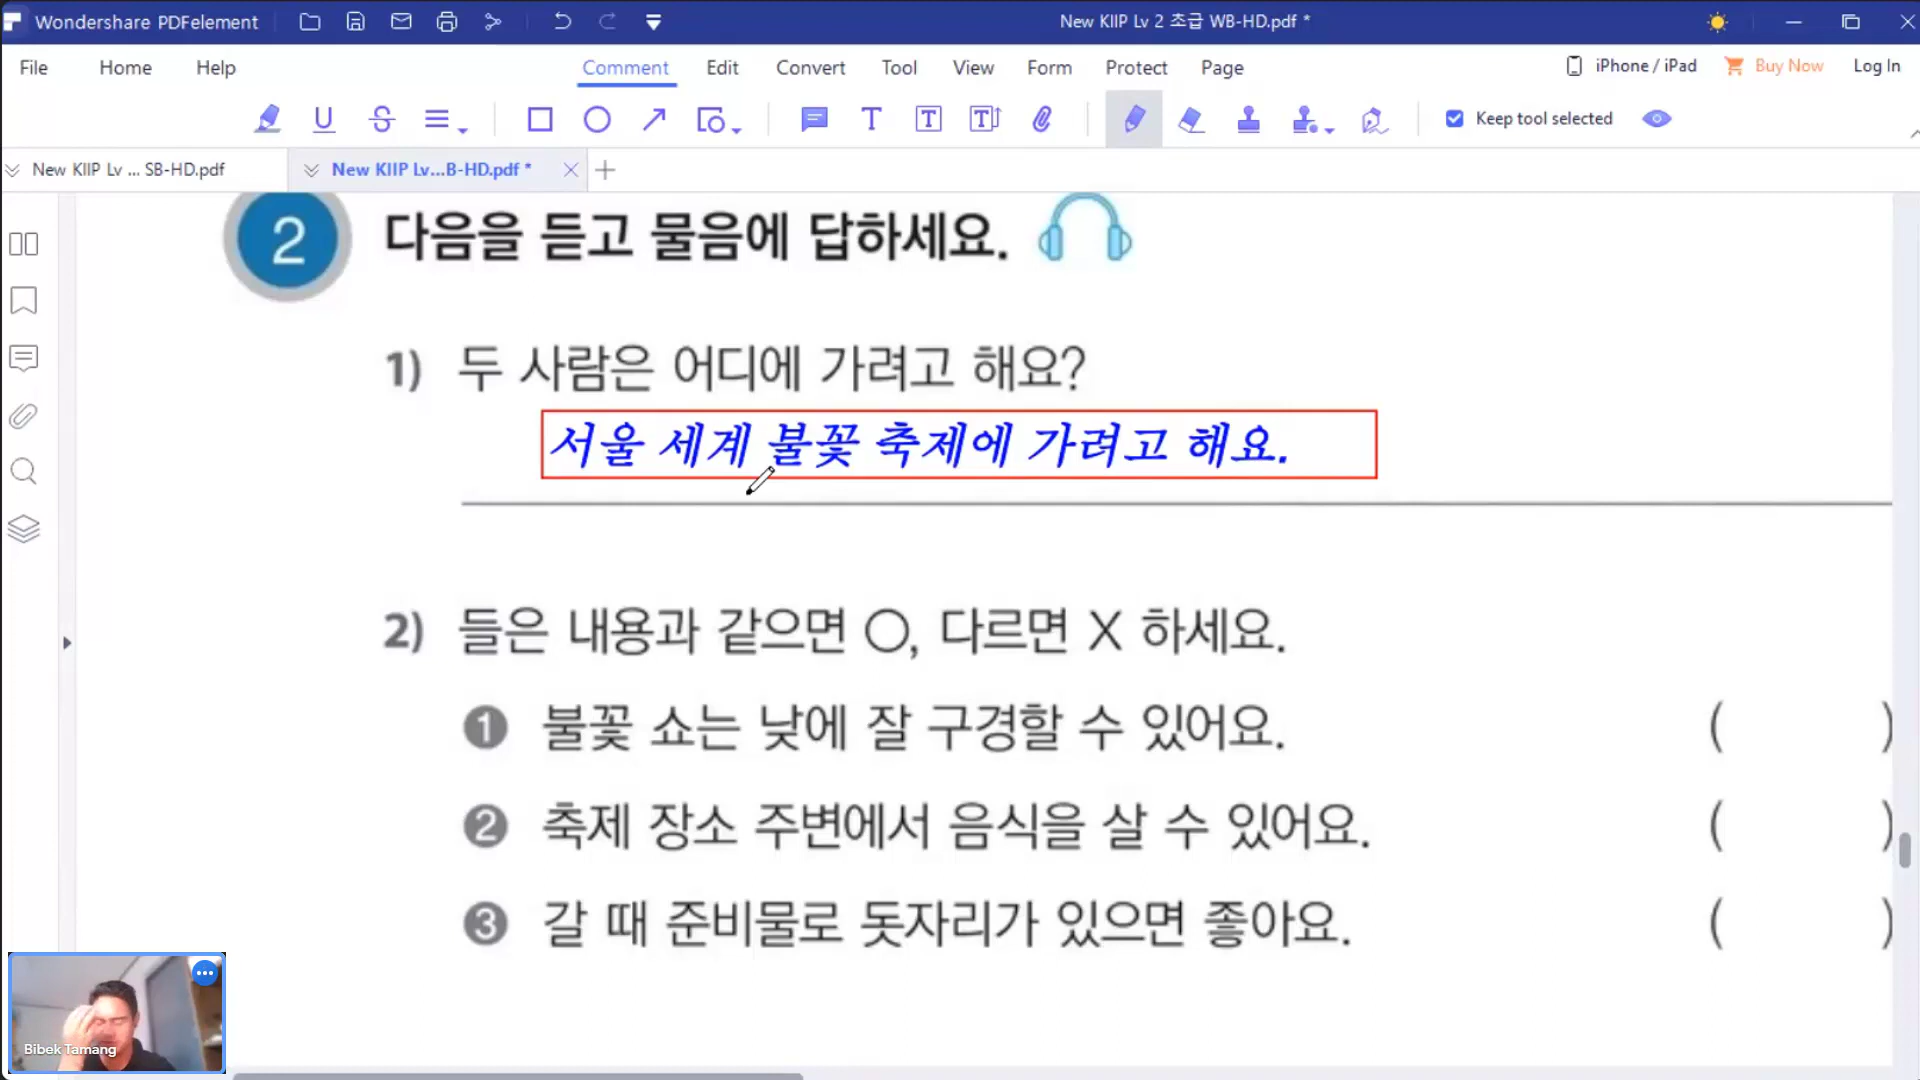 Wondershare PDFelement
New KIIP Lv 2 초급 WB-HD.pdf *
File Home Help Comment Edit Convert Tool View Form Protect Page iPhone / iPad Buy Now Log In
Keep tool selected
New KIIP Lv ... SB-HD.pdf New KIIP Lv...B-HD.pdf *
2 다음을 듣고 물음에 답하세요.
1) 두 사람은 어디에 가려고 해요?
서울 세계 불꽃 축제에 가려고 해요.
2) 들은 내용과 같으면 ○, 다르면 X 하세요.
❶ 불꽃 쇼는 낮에 잘 구경할 수 있어요. ( )
❷ 축제 장소 주변에서 음식을 살 수 있어요. ( )
❸ 갈 때 준비물로 돗자리가 있으면 좋아요. ( )
Bibek Tamang